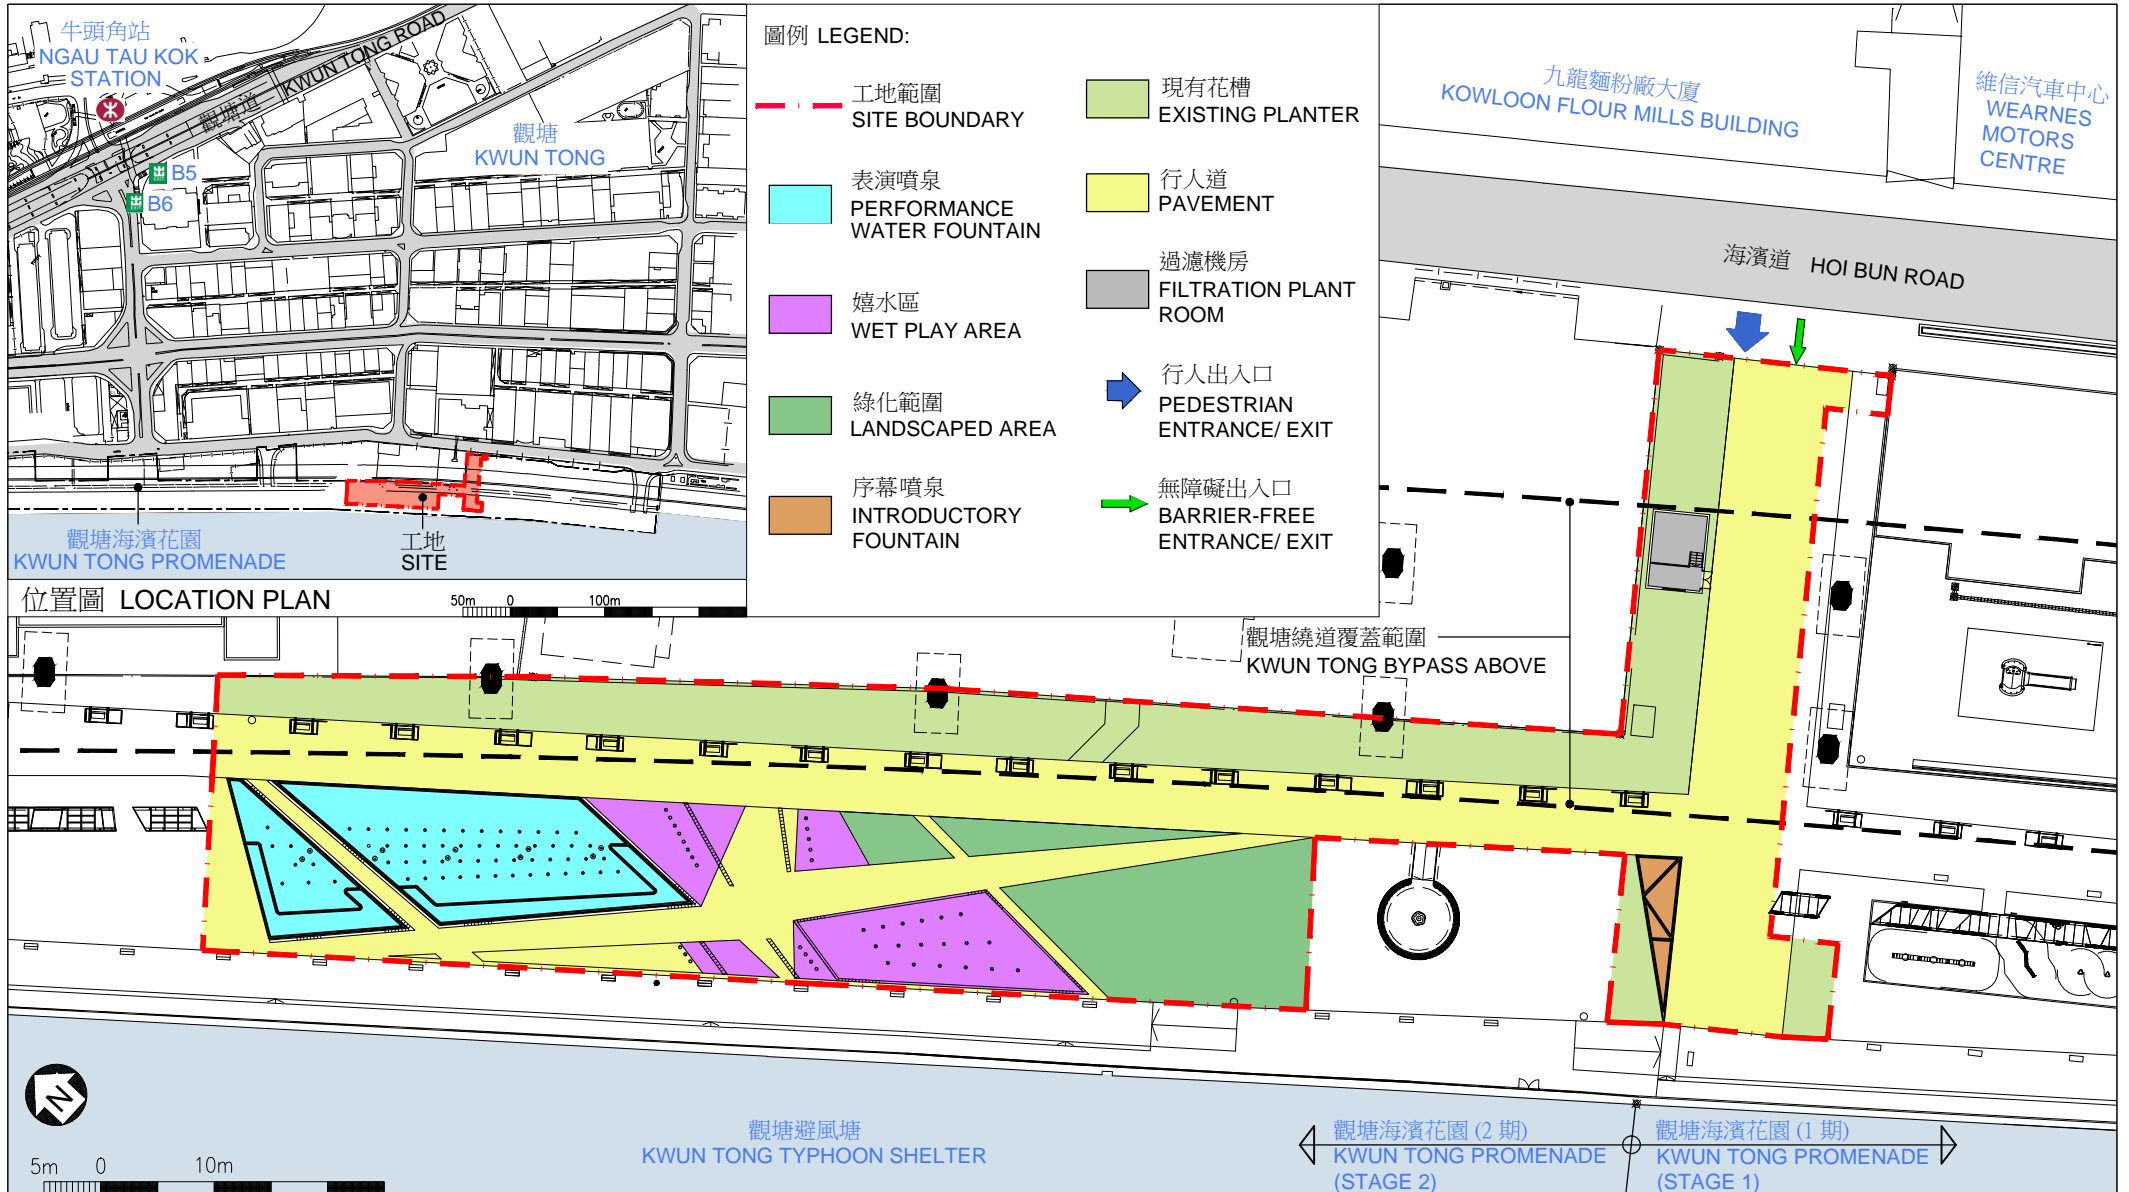 牛頭角站
NGAU TAU KOK
STATION
KWUN TONG ROAD
觀塘道
B5
B6
觀塘
KWUN TONG
觀塘海濱花園
KWUN TONG PROMENADE
工地
SITE
位置圖 LOCATION PLAN
50m 0 100m
圖例 LEGEND:
工地範圍
SITE BOUNDARY
表演噴泉
PERFORMANCE
WATER FOUNTAIN
嬉水區
WET PLAY AREA
綠化範圍
LANDSCAPED AREA
序幕噴泉
INTRODUCTORY
FOUNTAIN
現有花槽
EXISTING PLANTER
行人道
PAVEMENT
過濾機房
FILTRATION PLANT
ROOM
行人出入口
PEDESTRIAN
ENTRANCE/ EXIT
無障礙出入口
BARRIER-FREE
ENTRANCE/ EXIT
九龍麵粉廠大廈
KOWLOON FLOUR MILLS BUILDING
維信汽車中心
WEARNES
MOTORS
CENTRE
海濱道 HOI BUN ROAD
觀塘繞道覆蓋範圍
KWUN TONG BYPASS ABOVE
N
5m 0 10m
觀塘避風塘
KWUN TONG TYPHOON SHELTER
觀塘海濱花園 (2 期)
KWUN TONG PROMENADE
(STAGE 2)
觀塘海濱花園 (1 期)
KWUN TONG PROMENADE
(STAGE 1)